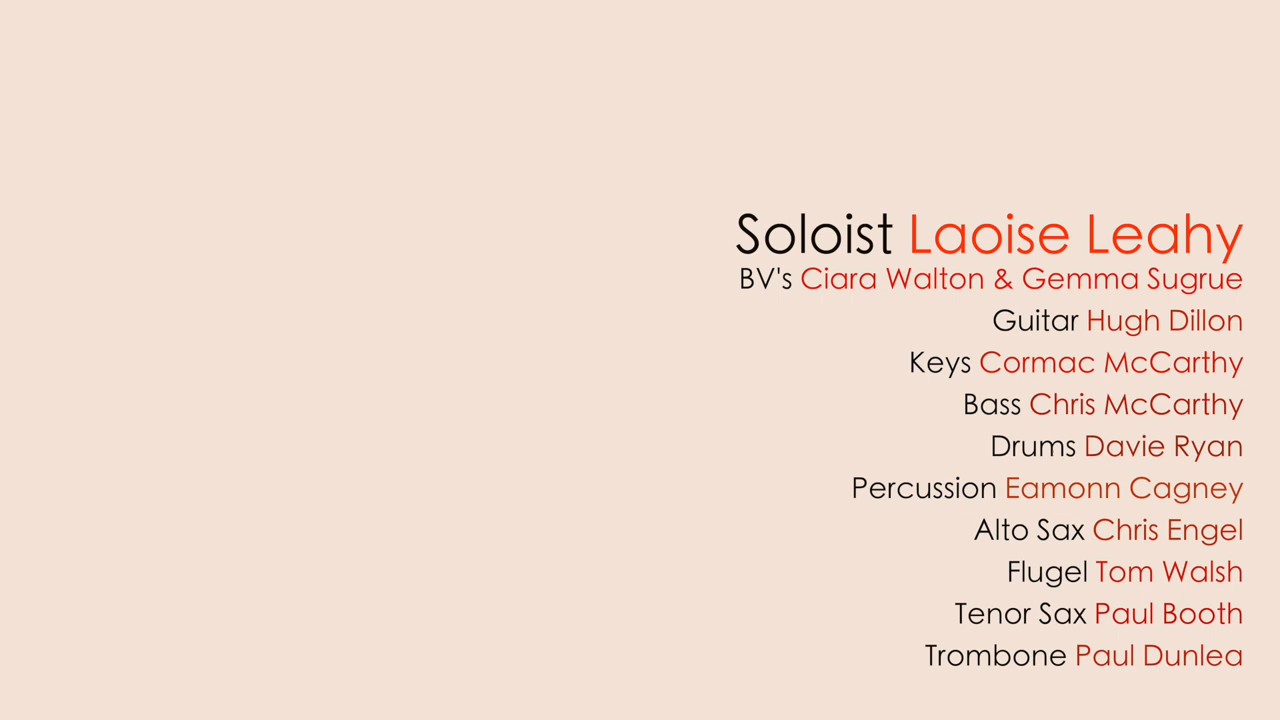 Soloist Laoise Leahy
BV's Ciara Walton & Gemma Sugrue
Guitar Hugh Dillon
Keys Cormac McCarthy
Bass Chris McCarthy
Drums Davie Ryan
Percussion Eamonn Cagney
Alto Sax Chris Engel
Flugel Tom Walsh
Tenor Sax Paul Booth
Trombone Paul Dunlea